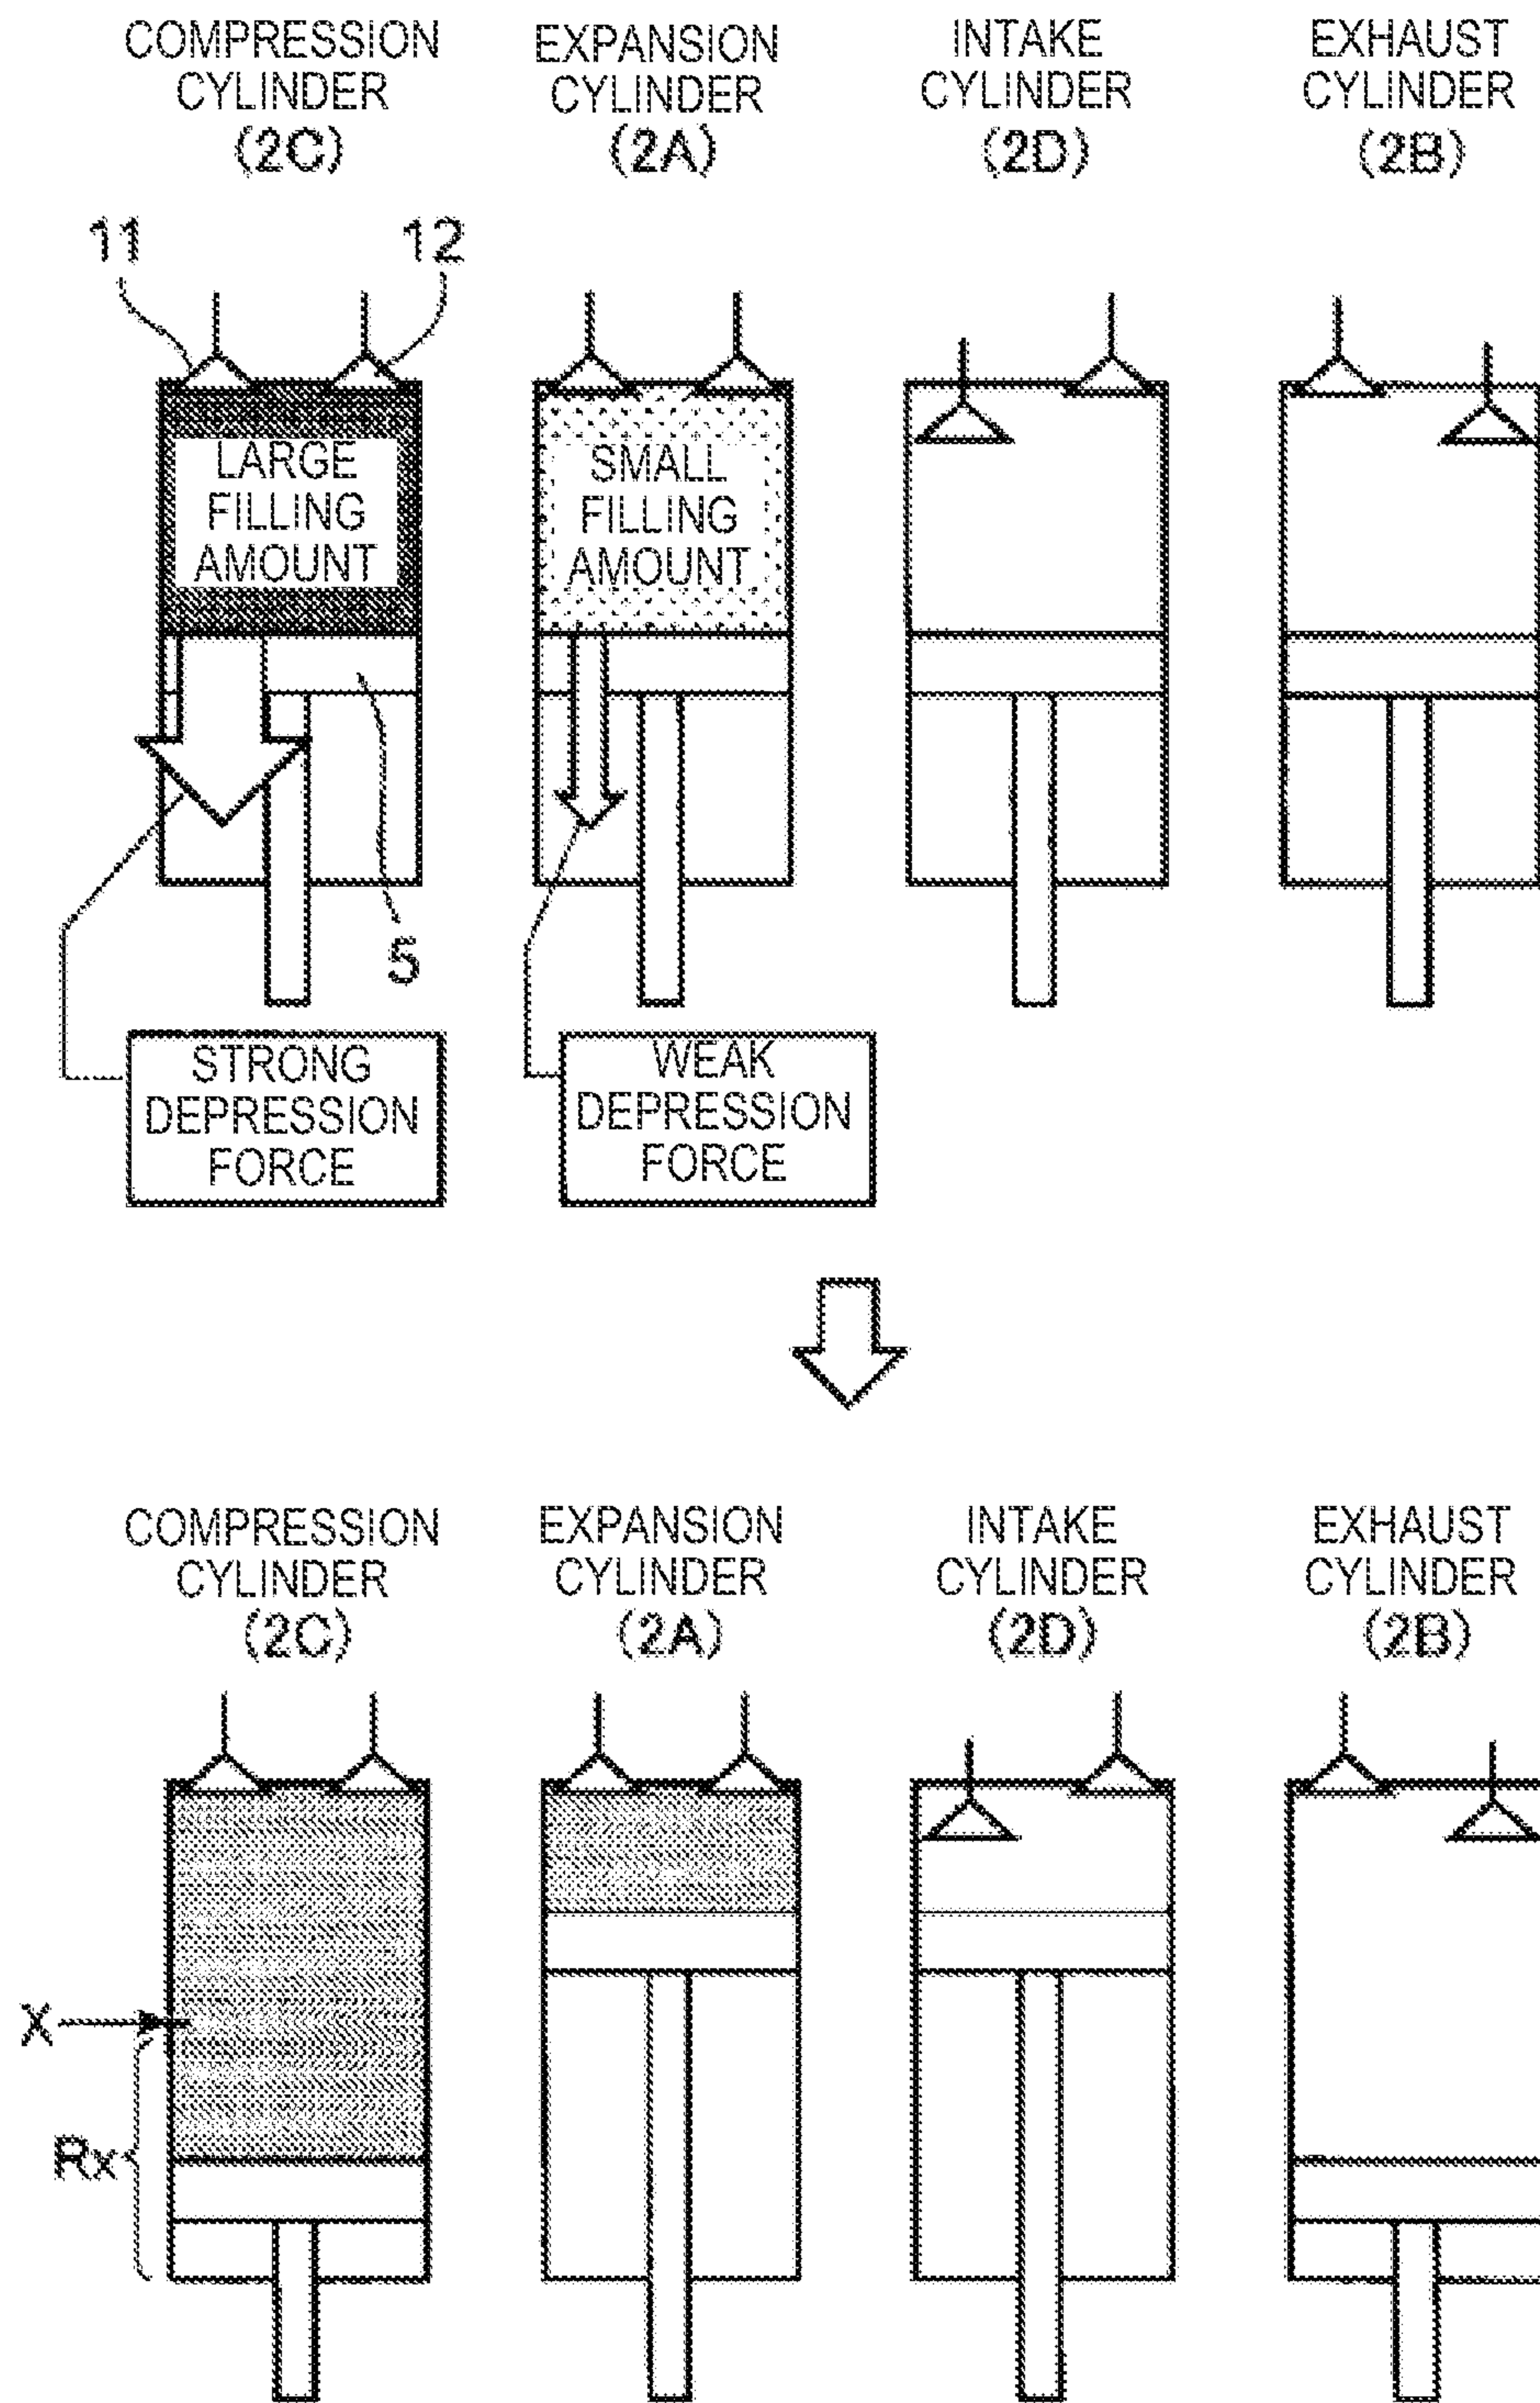 COMPRESSION
CYLINDER
(2C)
EXPANSION
CYLINDER
(2A)
INTAKE
CYLINDER
(2D)
EXHAUST
CYLINDER
(2B)
11
12
LARGE
FILLING
AMOUNT
SMALL
FILLING
AMOUNT
5
STRONG
DEPRESSION
FORCE
WEAK
DEPRESSION
FORCE
COMPRESSION
CYLINDER
(2C)
EXPANSION
CYLINDER
(2A)
INTAKE
CYLINDER
(2D)
EXHAUST
CYLINDER
(2B)
X
Rx